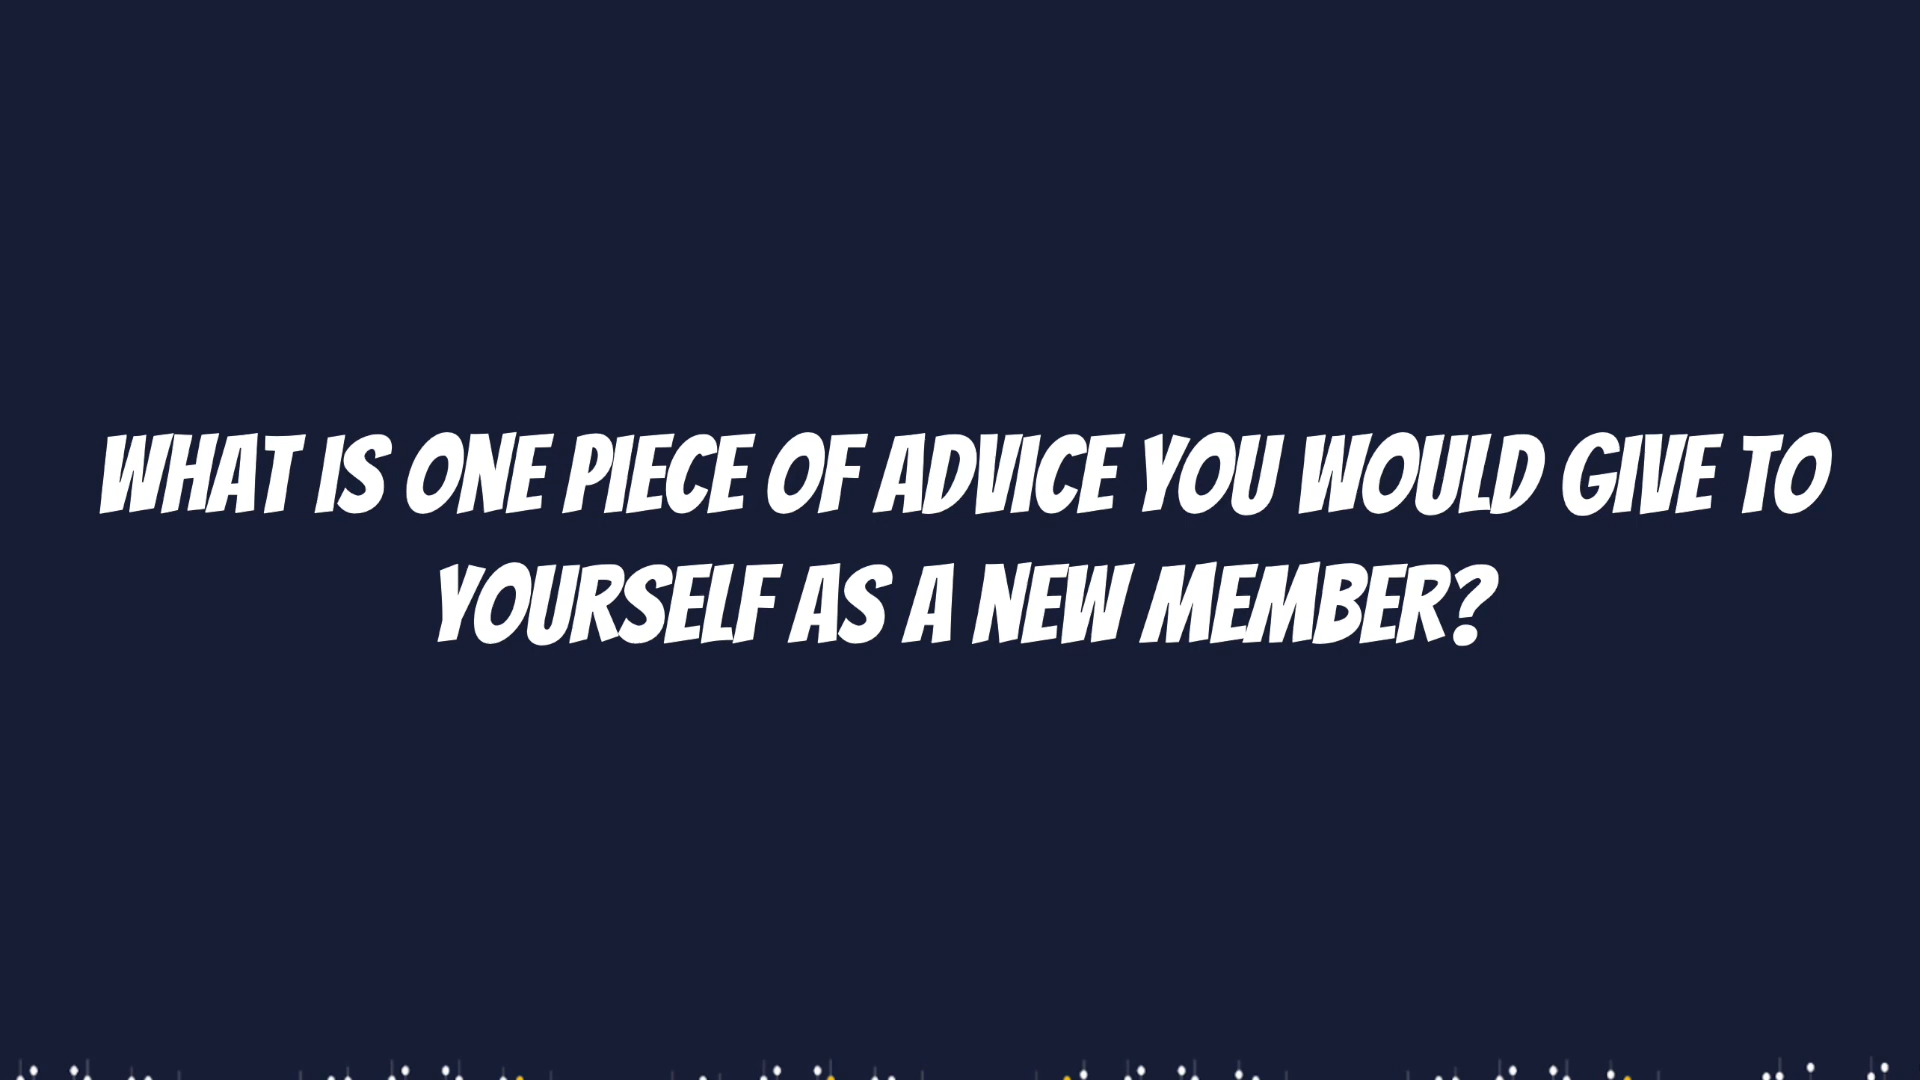 WHAT IS ONE PIECE OF ADVICE YOU WOULD GIVE TO
YOURSELF AS A NEW MEMBER?